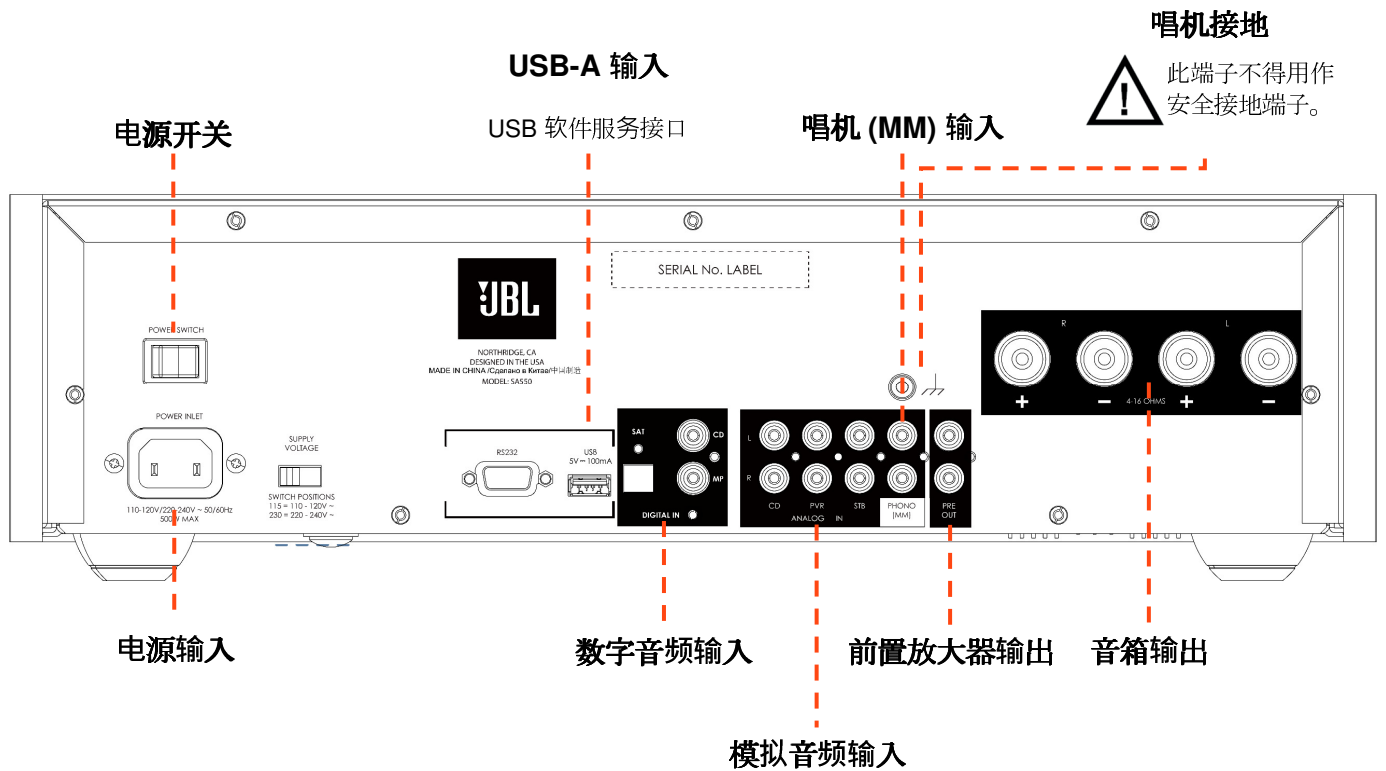 唱机接地
此端子不得用作
安全接地端子。
USB-A 输入
USB 软件服务接口
电源开关
唱机 (MM) 输入
SERIAL No. LABEL
JBL
NORTHRIDGE, CA
DESIGNED IN THE USA
MADE IN CHINA /Сделано в Китае/中国制造
MODEL: SA550
POWER SWITCH
POWER INLET
110-120V/220-240V ~ 50/60Hz
500W MAX
SUPPLY
VOLTAGE
SWITCH POSITIONS
115 = 110 - 120V ~
230 = 220 - 240V ~
RS232
USB
5V ⎓ 100mA
SAT
CD
MP
DIGITAL IN
L
R
CD
PVR
STB
PHONO
(MM)
ANALOG IN
PRE
OUT
R
L
+
−
4-16 OHMS
+
−
电源输入
数字音频输入
前置放大器输出
音箱输出
模拟音频输入